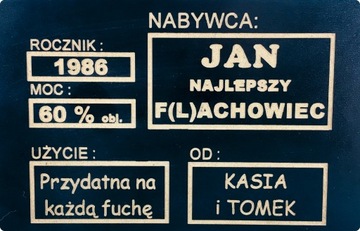 NABYWCA:
JAN
NAJLEPSZY
F(L)ACHOWIEC
ROCZNIK :
1986
MOC :
60 % obj.
UŻYCIE :
Przydatna na
każdą fuchę
OD :
KASIA
i TOMEK